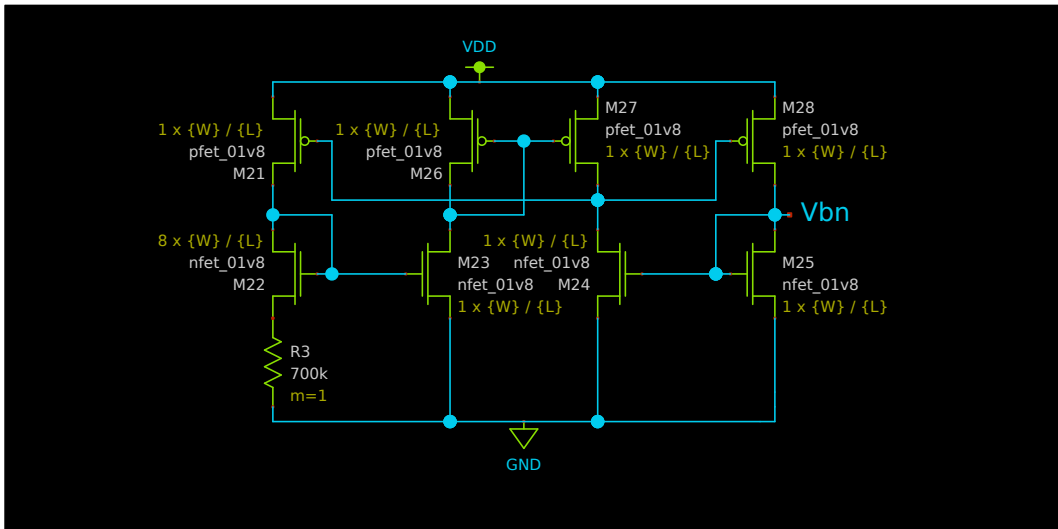 VDD
1 x {W} / {L}
pfet_01v8
M21
1 x {W} / {L}
pfet_01v8
M26
M27
pfet_01v8
1 x {W} / {L}
M28
pfet_01v8
1 x {W} / {L}
Vbn
8 x {W} / {L}
nfet_01v8
M22
M23
nfet_01v8
1 x {W} / {L}
1 x {W} / {L}
nfet_01v8
M24
M25
nfet_01v8
1 x {W} / {L}
R3
700k
m=1
GND